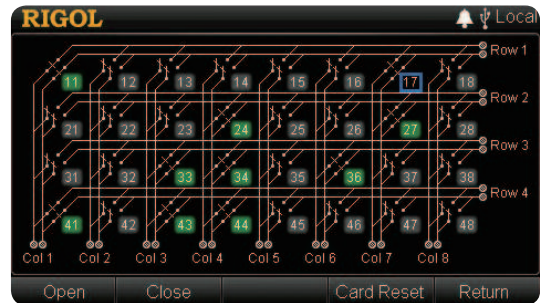 RIGOL Local
Row 1
11 12 13 14 15 16 17 18
Row 2
21 22 23 24 25 26 27 28
Row 3
31 32 33 34 35 36 37 38
Row 4
41 42 43 44 45 46 47 48
Col 1 Col 2 Col 3 Col 4 Col 5 Col 6 Col 7 Col 8
Open Close Card Reset Return